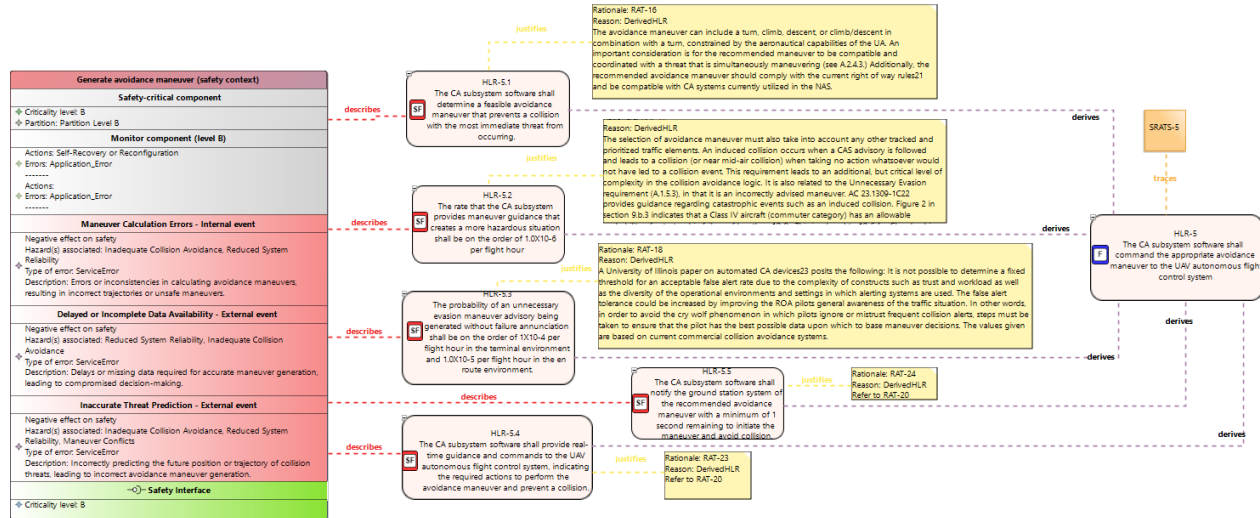 Generate avoidance maneuver (safety context)
Safety-critical component
Criticality level: B
Partition: Partition Level B
Monitor component (level B)
Actions: Self-Recovery or Reconfiguration
Errors: Application_Error
-------
Actions:
Errors: Application_Error
-------
Maneuver Calculation Errors - Internal event
Negative effect on safety
Hazard(s) associated: Inadequate Collision Avoidance, Reduced System
Reliability
Type of error: ServiceError
Description: Errors or inconsistencies in calculating avoidance maneuvers,
resulting in incorrect trajectories or unsafe maneuvers.
Delayed or Incomplete Data Availability - External event
Negative effect on safety
Hazard(s) associated: Reduced System Reliability, Inadequate Collision
Avoidance
Type of error: ServiceError
Description: Delays or missing data required for accurate maneuver generation,
leading to compromised decision-making.
Inaccurate Threat Prediction - External event
Negative effect on safety
Hazard(s) associated: Inadequate Collision Avoidance, Reduced System
Reliability, Maneuver Conflicts
Type of error: ServiceError
Description: Incorrectly predicting the future position or trajectory of collision
threats, leading to incorrect avoidance maneuver generation.
Safety Interface
Criticality level: B
describes
describes
describes
describes
describes
SF
HLR-5.1
The CA subsystem software shall
determine a feasible avoidance
maneuver that prevents a collision
with the most immediate threat from
occurring.
SF
HLR-5.2
The rate that the CA subsystem
provides maneuver guidance that
creates a more hazardous situation
shall be on the order of 1.0X10-6
per flight hour
SF
HLR-5.3
The probability of an unnecessary
evasion maneuver advisory being
generated without failure annunciation
shall be on the order of 1X10-4 per
flight hour in the terminal environment
and 1.0X10-5 per flight hour in the en
route environment.
SF
HLR-5.5
The CA subsystem software shall
notify the ground station system of
the recommended avoidance
maneuver with a minimum of 1
second remaining to initiate the
maneuver and avoid collision.
SF
HLR-5.4
The CA subsystem software shall provide real-
time guidance and commands to the UAV
autonomous flight control system, indicating
the required actions to perform the
avoidance maneuver and prevent a collision.
justifies
justifies
justifies
justifies
justifies
Rationale: RAT-16
Reason: DerivedHLR
The avoidance maneuver can include a turn, climb, descent, or climb/descent in
combination with a turn, constrained by the aeronautical capabilities of the UA. An
important consideration is for the recommended maneuver to be compatible and
coordinated with a threat that is simultaneously maneuvering (see A.2.4.3.) Additionally, the
recommended avoidance maneuver should comply with the current right of way rules21
and be compatible with CA systems currently utilized in the NAS.
Reason: DerivedHLR
The selection of avoidance maneuver must also take into account any other tracked and
prioritized traffic elements. An induced collision occurs when a CAS advisory is followed
and leads to a collision (or near mid-air collision) when taking no action whatsoever would
not have led to a collision event. This requirement leads to an additional, but critical level of
complexity in the collision avoidance logic. It is also related to the Unnecessary Evasion
requirement (A.1.5.3), in that it is an incorrectly advised maneuver. AC 23.1309-1C22
provides guidance regarding catastrophic events such as an induced collision. Figure 2 in
section 9.b.3 indicates that a Class IV aircraft (commuter category) has an allowable
Rationale: RAT-18
Reason: DerivedHLR
A University of Illinois paper on automated CA devices23 posits the following: It is not possible to determine a fixed
threshold for an acceptable false alert rate due to the complexity of constructs such as trust and workload as well
as the diversity of the operational environments and settings in which alerting systems are used. The false alert
tolerance could be increased by improving the ROA pilots general awareness of the traffic situation. In other words,
in order to avoid the cry wolf phenomenon in which pilots ignore or mistrust frequent collision alerts, steps must be
taken to ensure that the pilot has the best possible data upon which to base maneuver decisions. The values given
are based on current commercial collision avoidance systems.
Rationale: RAT-24
Reason: DerivedHLR
Refer to RAT-20
Rationale: RAT-23
Reason: DerivedHLR
Refer to RAT-20
derives
derives
derives
derives
derives
SRATS-5
traces
F
HLR-5
The CA subsystem software shall
command the appropriate avoidance
maneuver to the UAV autonomous flight
control system